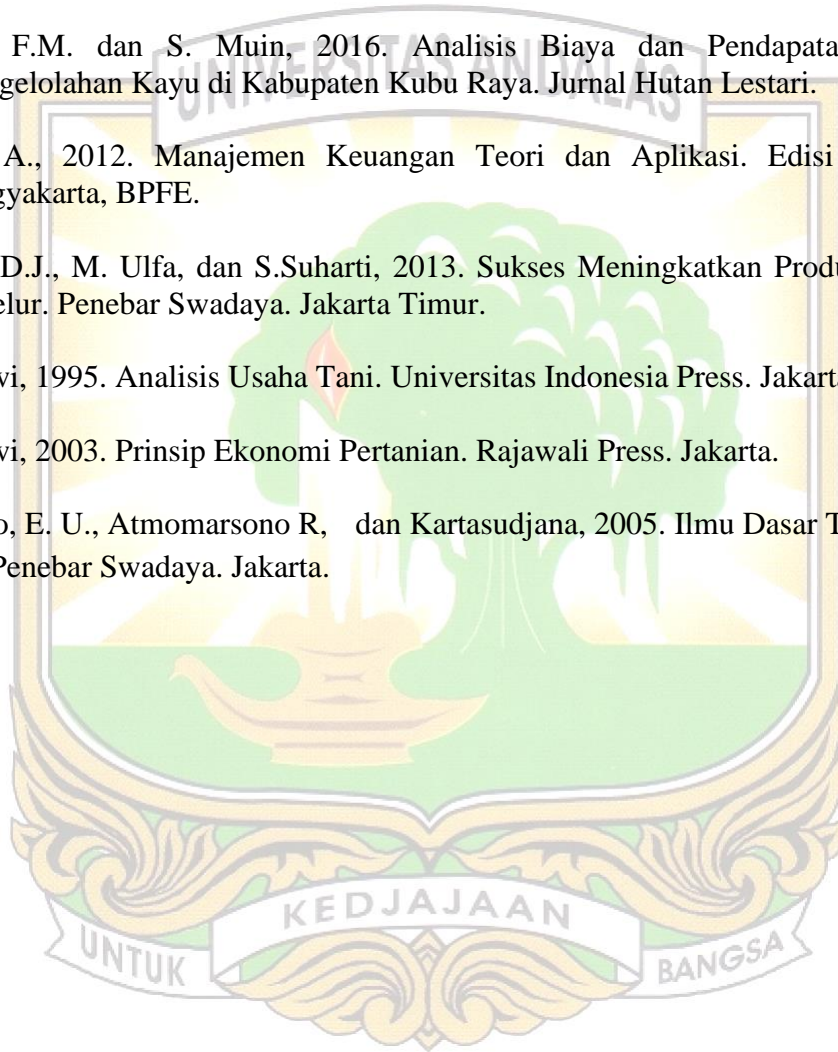 F.M. dan S. Muin, 2016. Analisis Biaya dan Pendapata
gelolahan Kayu di Kabupaten Kubu Raya. Jurnal Hutan Lestari.
A., 2012. Manajemen Keuangan Teori dan Aplikasi. Edisi
gyakarta, BPFE.
D.J., M. Ulfa, dan S.Suharti, 2013. Sukses Meningkatkan Produ
elur. Penebar Swadaya. Jakarta Timur.
wi, 1995. Analisis Usaha Tani. Universitas Indonesia Press. Jakart
wi, 2003. Prinsip Ekonomi Pertanian. Rajawali Press. Jakarta.
o, E. U., Atmomarsono R, dan Kartasudjana, 2005. Ilmu Dasar T
Penebar Swadaya. Jakarta.
UNIVERSITAS ANDALAS
UNTUK KEDJAJAAN BANGSA